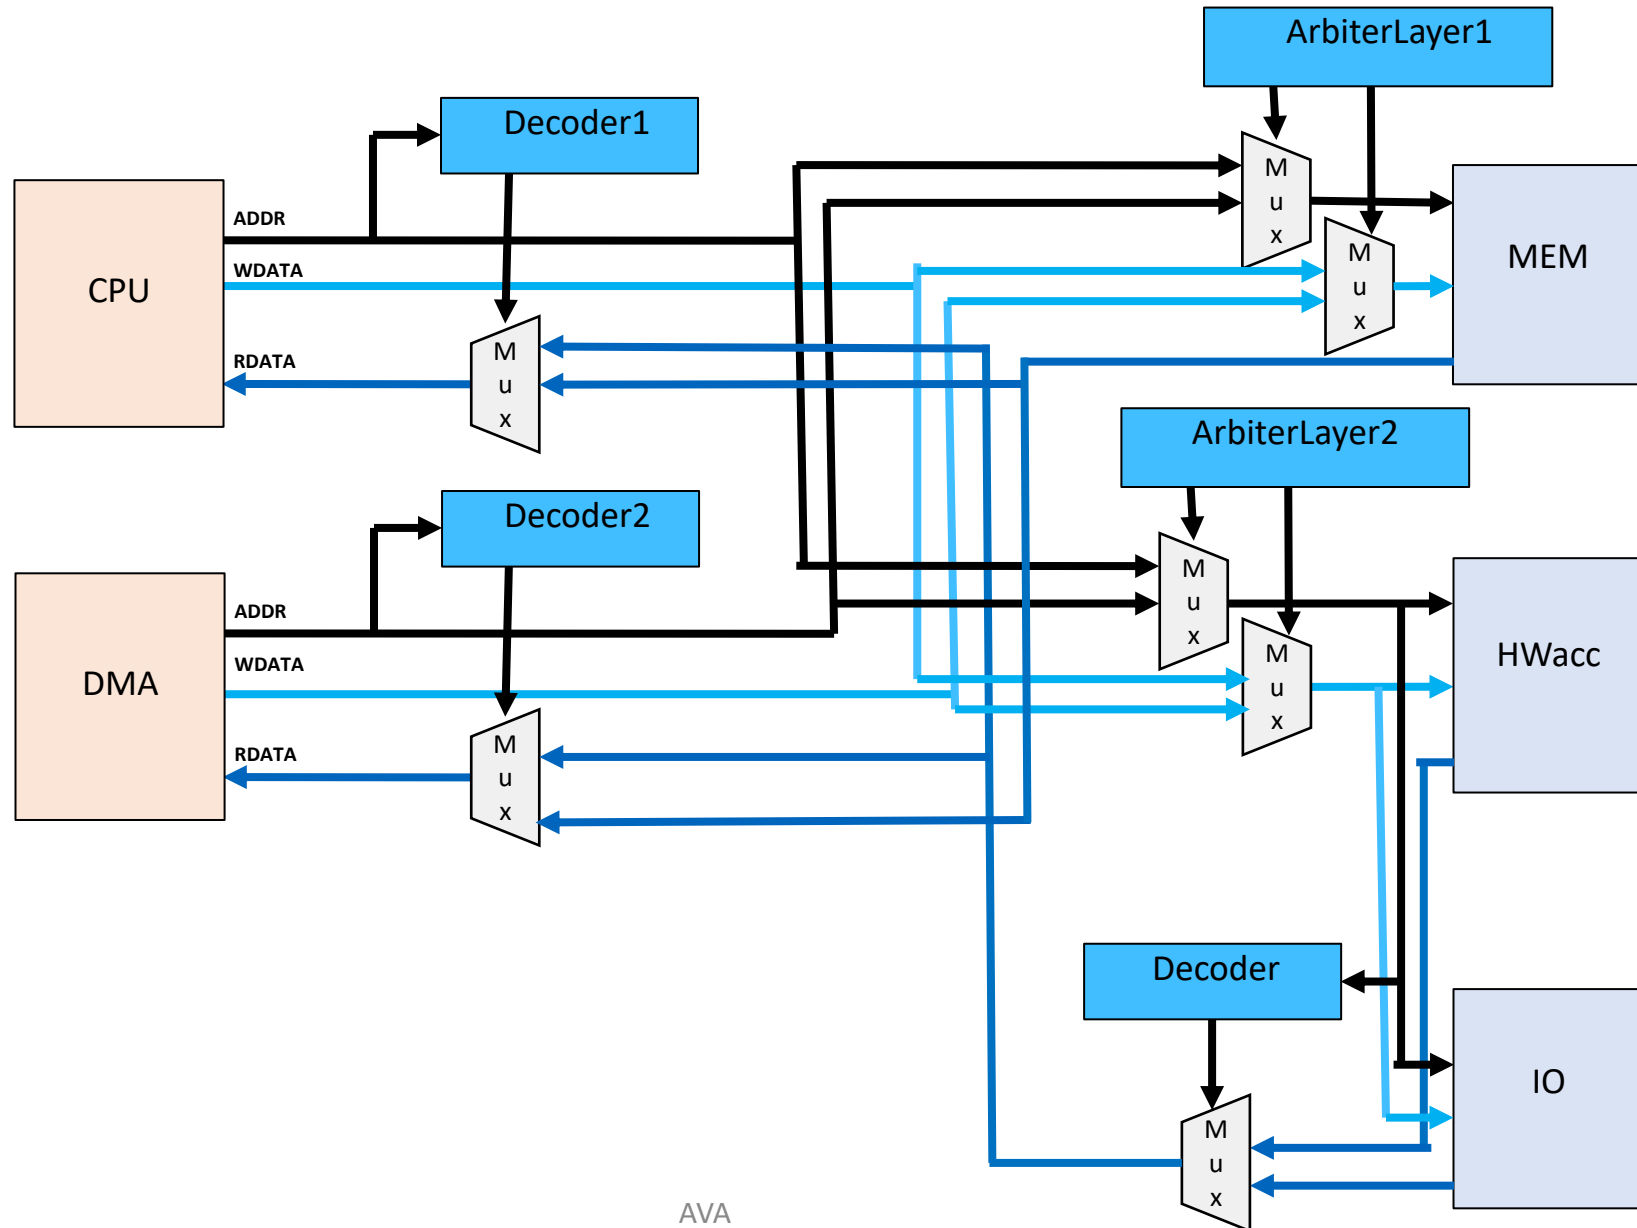 ArbiterLayer1
Decoder1
M
u
x
ADDR
WDATA
CPU
MEM
M
u
x
RDATA
M
u
x
ArbiterLayer2
Decoder2
M
u
x
ADDR
WDATA
DMA
HWacc
M
u
x
RDATA
M
u
x
Decoder
IO
M
u
x
AVA